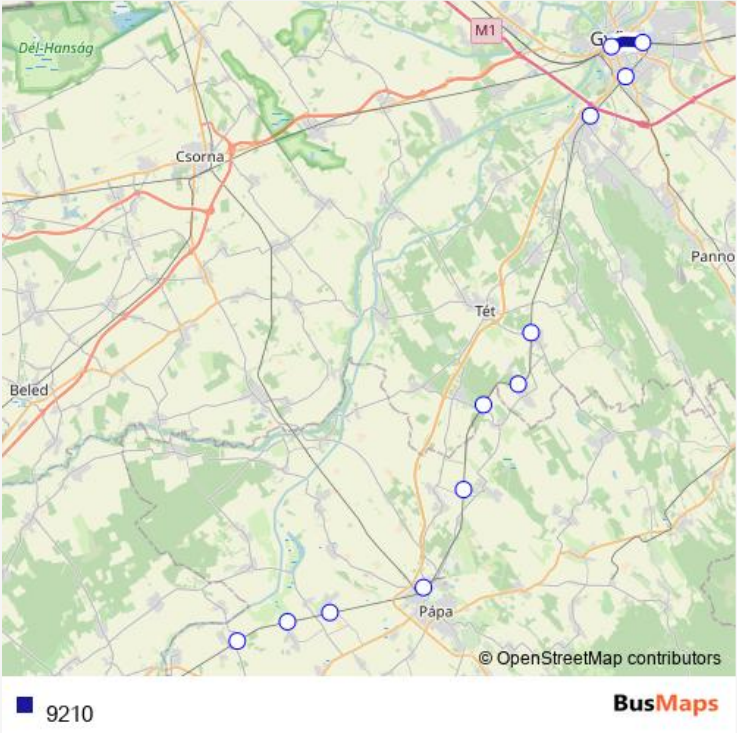 Dél-Hanság
M1
Csorna
Panno
Tét
Beled
Pápa
© OpenStreetMap contributors
9210
BusMaps